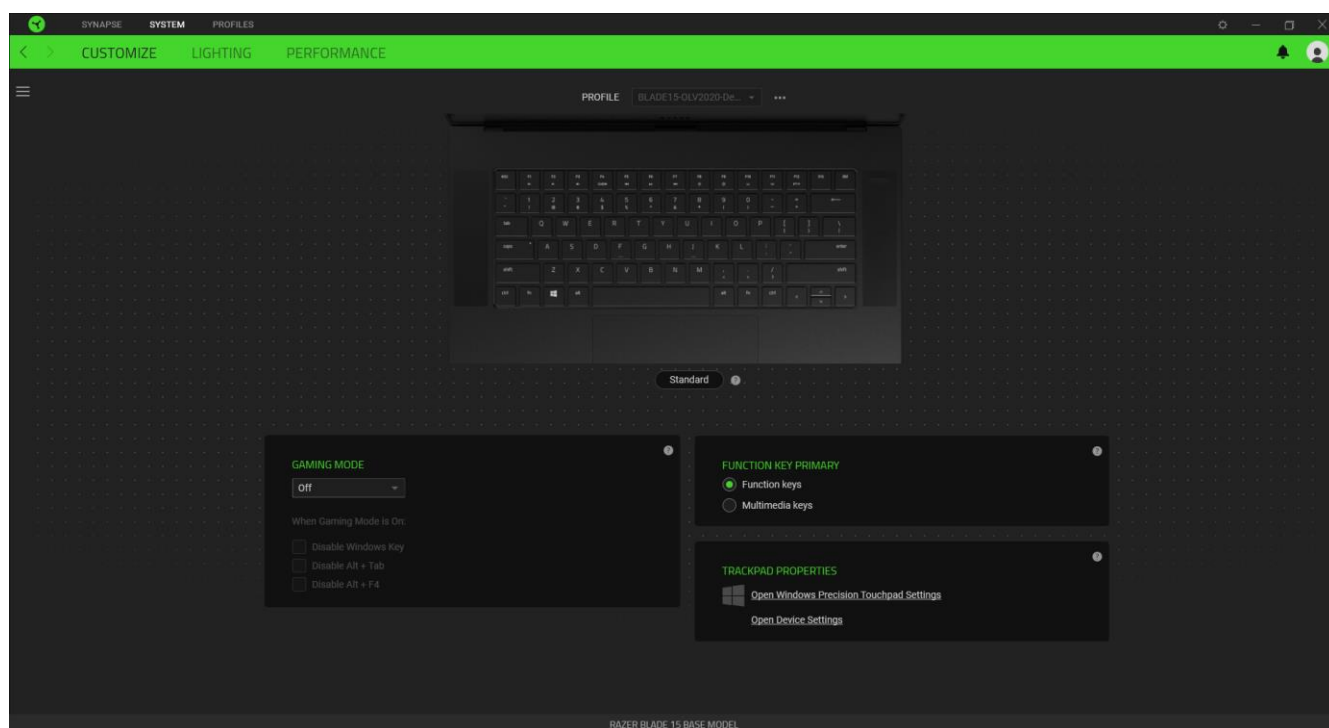 SYNAPSE SYSTEM PROFILES
CUSTOMIZE LIGHTING PERFORMANCE
PROFILE BLADE15-OLV2020-De...
Q W E R T Y U I O P
A S D F G H J K L
Z X C V B N M
Standard
GAMING MODE
Off
When Gaming Mode is On:
Disable Windows Key
Disable Alt + Tab
Disable Alt + F4
FUNCTION KEY PRIMARY
Function keys
Multimedia keys
TRACKPAD PROPERTIES
Open Windows Precision Touchpad Settings
Open Device Settings
RAZER BLADE 15 BASE MODEL